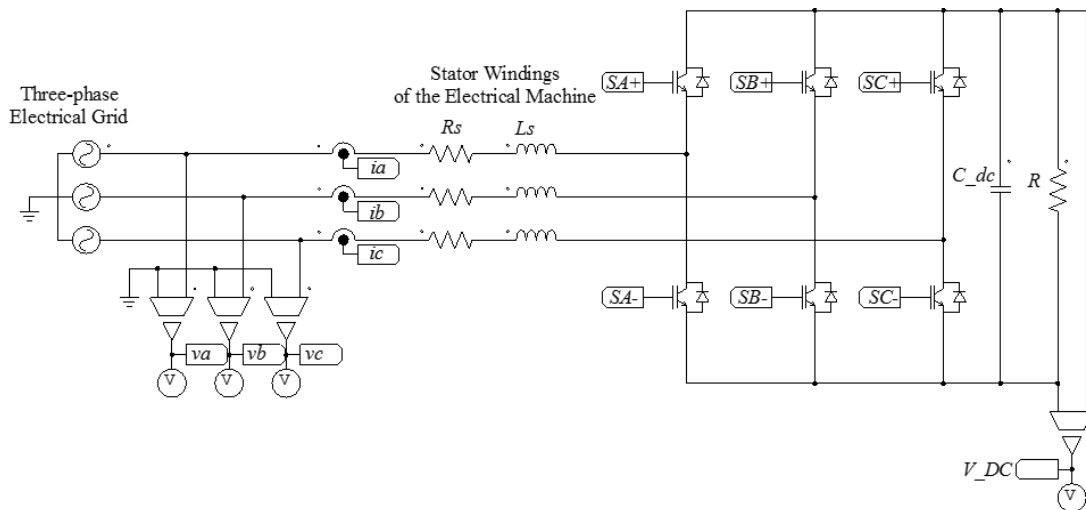 Stator Windings
of the Electrical Machine
Three-phase
Electrical Grid
Rs
Ls
SA+
SB+
SC+
ia
ib
ic
C_dc
R
SA-
SB-
SC-
va
vb
vc
V
V
V
V_DC
V